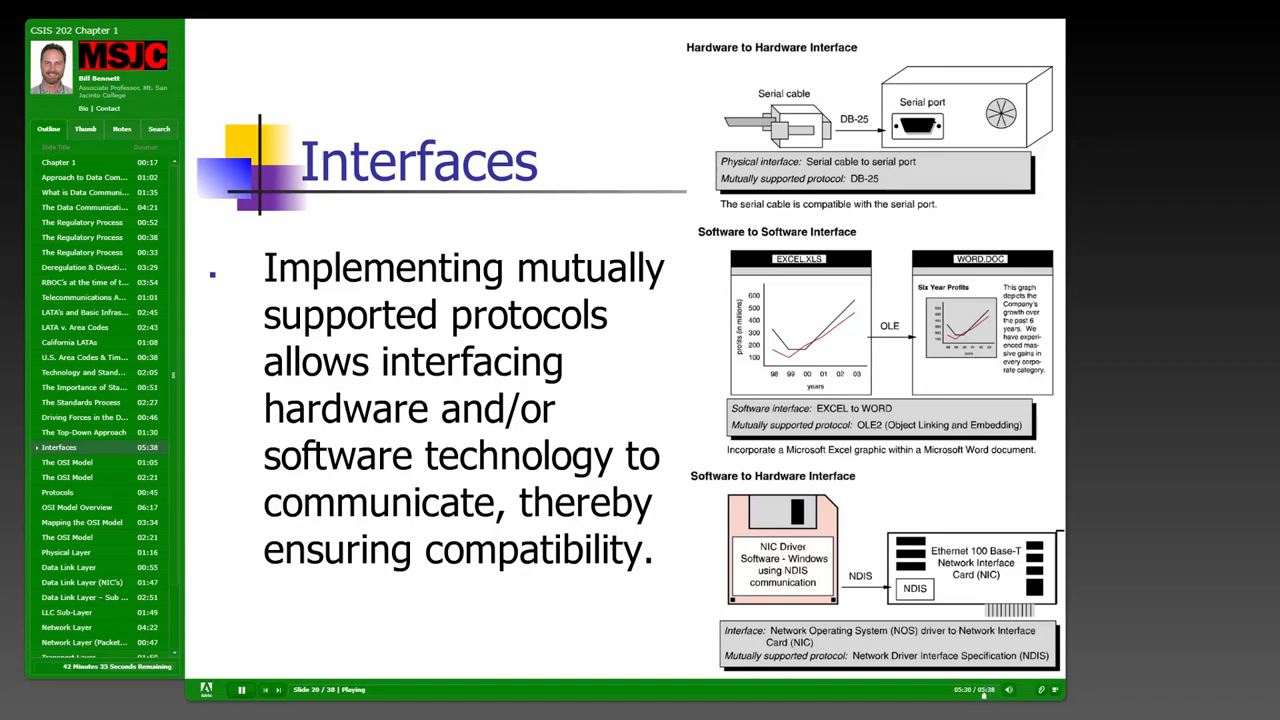 CSIS 202 Chapter 1
MSJC
Bill Bennett
Associate Professor, Mt. San
Jacinto College
Bio | Contact
Outline Thumb Notes Search
Slide Title Duration
Chapter 1 00:17
Approach to Data Com... 01:02
What is Data Communi... 01:35
The Data Communicati... 04:21
The Regulatory Process 00:52
The Regulatory Process 00:38
The Regulatory Process 00:33
Deregulation & Divesti... 03:29
RBOC's at the time of t... 03:54
Telecommunications A... 01:01
LATA's and Basic Infras... 02:45
LATA v. Area Codes 02:43
California LATAs 01:08
U.S. Area Codes & Tim... 00:38
Technology and Stand... 02:05
The Importance of Sta... 00:51
The Standards Process 02:27
Driving Forces in the D... 00:46
The Top-Down Approach 01:30
Interfaces 05:38
The OSI Model 01:05
The OSI Model 02:21
Protocols 00:45
OSI Model Overview 06:17
Mapping the OSI Model 03:34
The OSI Model 02:21
Physical Layer 01:16
Data Link Layer 00:55
Data Link Layer (NIC's) 01:47
Data Link Layer – Sub ... 02:51
LLC Sub-Layer 01:49
Network Layer 04:22
Network Layer (Packet... 00:47
42 Minutes 35 Seconds Remaining
Interfaces
Implementing mutually
supported protocols
allows interfacing
hardware and/or
software technology to
communicate, thereby
ensuring compatibility.
Hardware to Hardware Interface
Serial cable
Serial port
DB-25
Physical interface: Serial cable to serial port
Mutually supported protocol: DB-25
The serial cable is compatible with the serial port.
Software to Software Interface
EXCEL.XLS
profits (in millions)
600
500
400
300
200
100
98 99 00 01 02 03
years
OLE
WORD.DOC
Six Year Profits
This graph
depicts the
Company's
growth over
the past 6
years. We
have experi-
enced mas-
sive gains in
every corpo-
rate category.
Software interface: EXCEL to WORD
Mutually supported protocol: OLE2 (Object Linking and Embedding)
Incorporate a Microsoft Excel graphic within a Microsoft Word document.
Software to Hardware Interface
NIC Driver
Software - Windows
using NDIS
communication
NDIS
Ethernet 100 Base-T
Network Interface
Card (NIC)
NDIS
Interface: Network Operating System (NOS) driver to Network Interface
Card (NIC)
Mutually supported protocol: Network Driver Interface Specification (NDIS)
Slide 20 / 38 | Playing
05:30 / 05:38